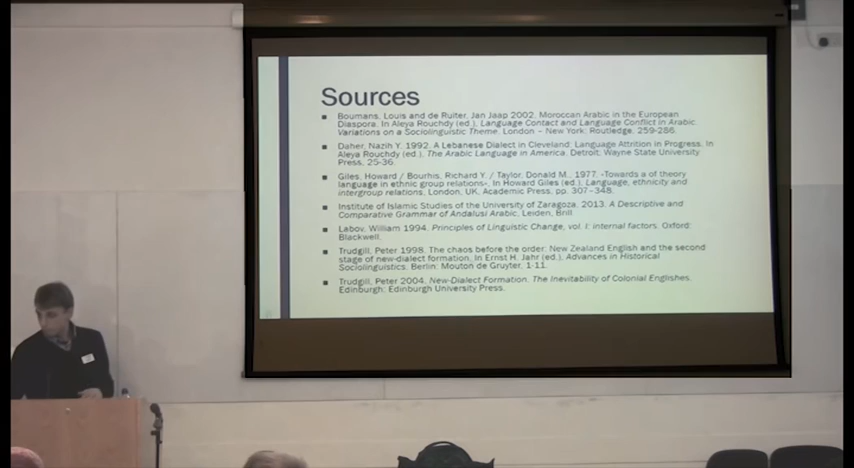 Sources
Boumans, Louis and de Ruiter, Jan Jaap 2002. Moroccan Arabic in the European
Diaspora. In Aleya Rouchdy (ed.), Language Contact and Language Conflict in Arabic.
Variations on a Sociolinguistic Theme. London – New York: Routledge, 259-286.
Daher, Nazih Y. 1992. A Lebanese Dialect in Cleveland: Language Attrition in Progress. In
Aleya Rouchdy (ed.), The Arabic Language in America. Detroit: Wayne State University
Press, 25-36.
Giles, Howard / Bourhis, Richard Y. / Taylor, Donald M., 1977. «Towards a of theory
language in ethnic group relations». In Howard Giles (ed.), Language, ethnicity and
intergroup relations, London, UK, Academic Press, pp. 307–348.
Institute of Islamic Studies of the University of Zaragoza. 2013. A Descriptive and
Comparative Grammar of Andalusi Arabic, Leiden, Brill
Labov, William 1994. Principles of Linguistic Change, vol. I: internal factors. Oxford:
Blackwell.
Trudgill, Peter 1998. The chaos before the order: New Zealand English and the second
stage of new-dialect formation. In Ernst H. Jahr (ed.), Advances in Historical
Sociolinguistics. Berlin: Mouton de Gruyter, 1-11.
Trudgill, Peter 2004. New-Dialect Formation. The Inevitability of Colonial Englishes.
Edinburgh: Edinburgh University Press.